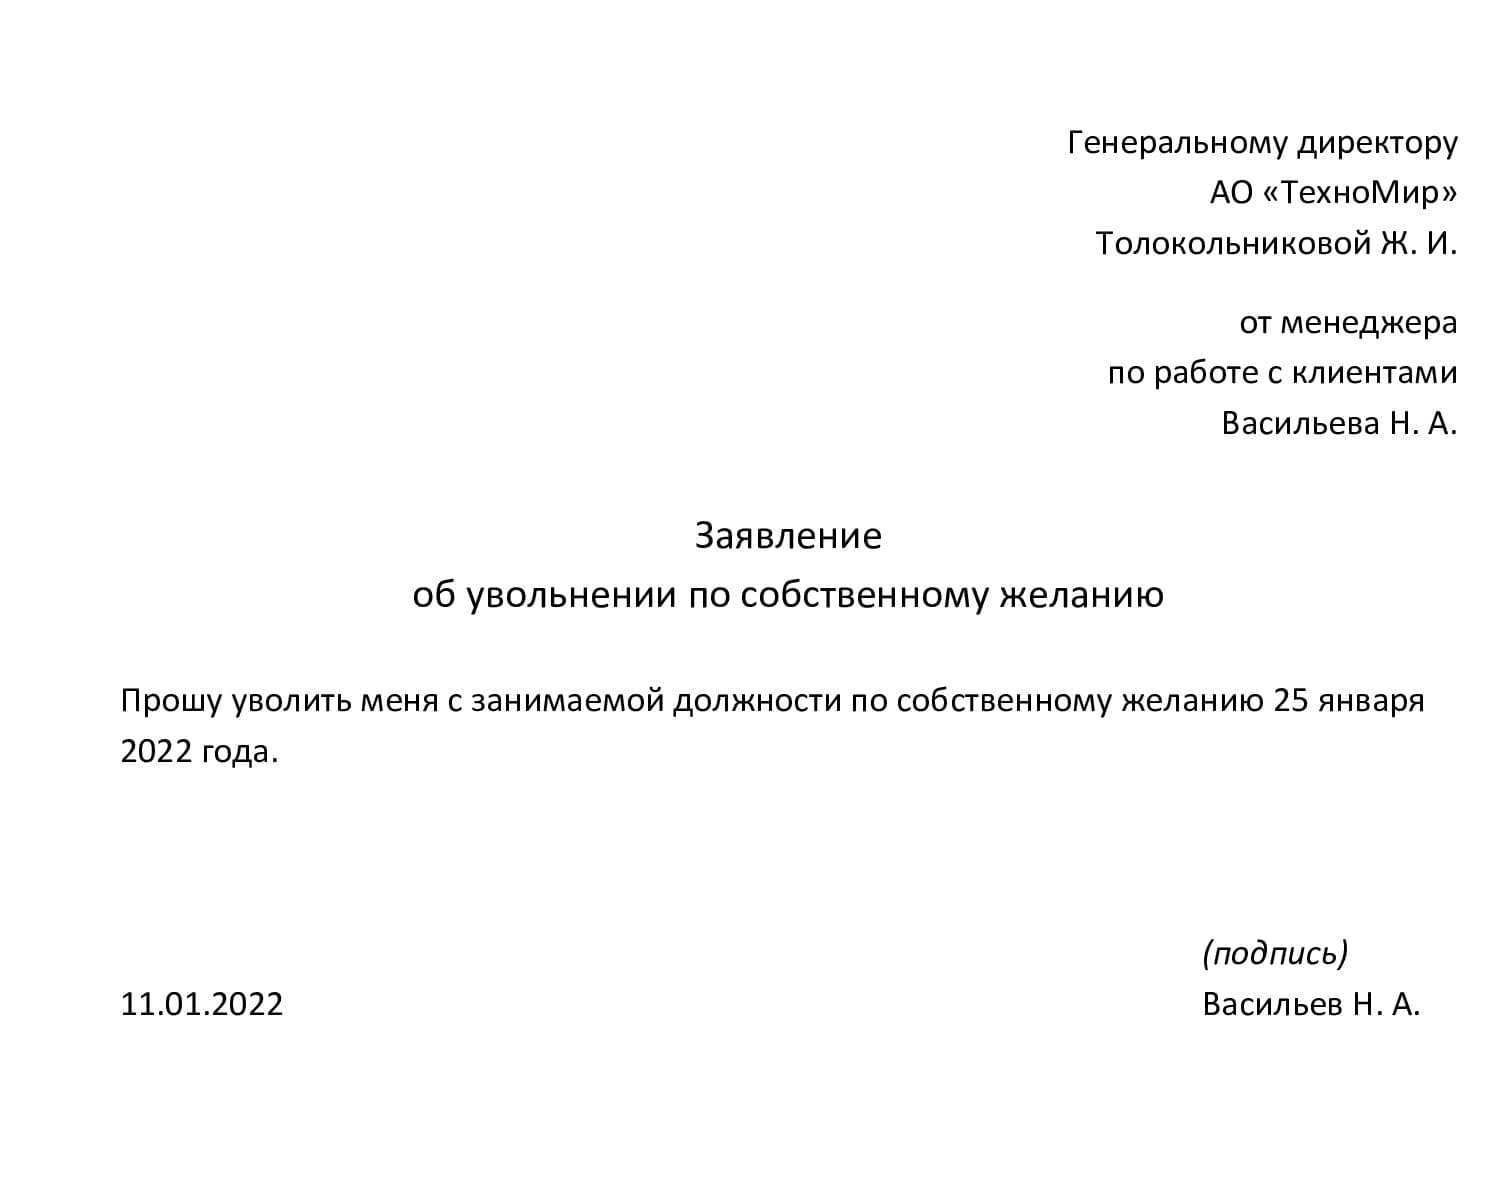 Генеральному директору
АО «ТехноМир»
Толокольниковой Ж. И.
от менеджера
по работе с клиентами
Васильева Н. А.
Заявление
об увольнении по собственному желанию
Прошу уволить меня с занимаемой должности по собственному желанию 25 января
2022 года.
(подпись)
11.01.2022 Васильев Н. А.